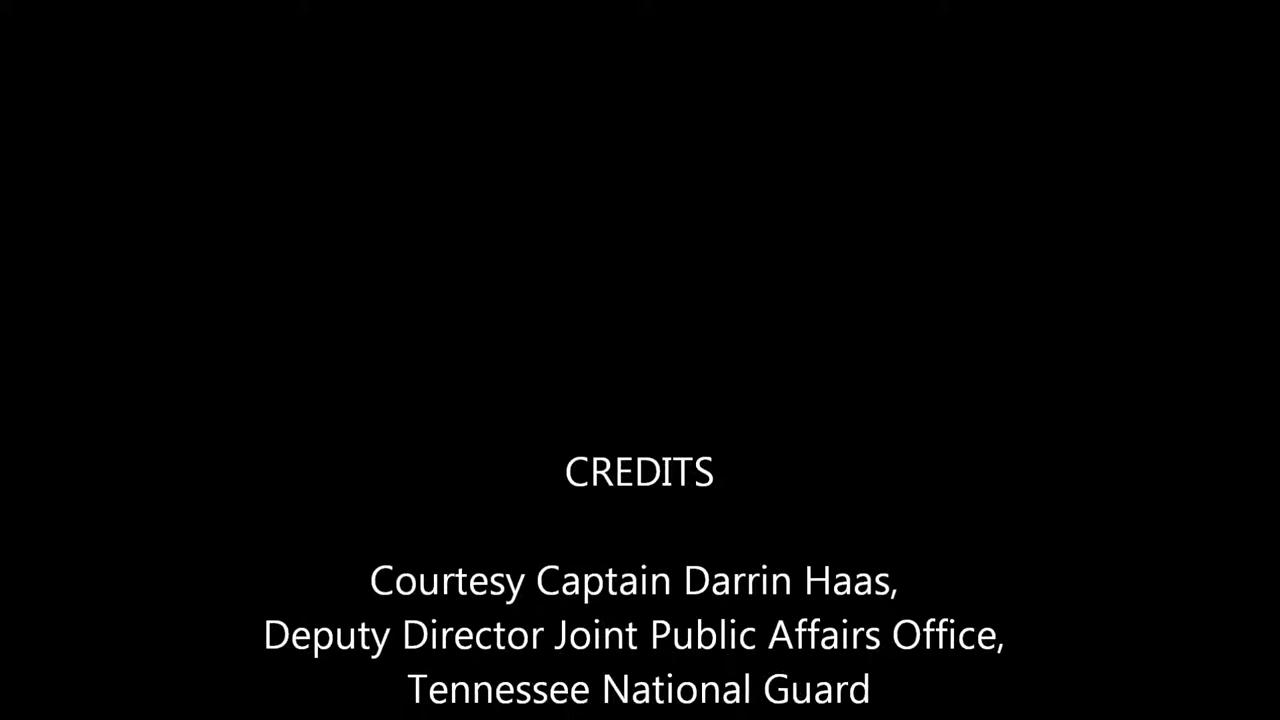 CREDITS
Courtesy Captain Darrin Haas,
Deputy Director Joint Public Affairs Office,
Tennessee National Guard